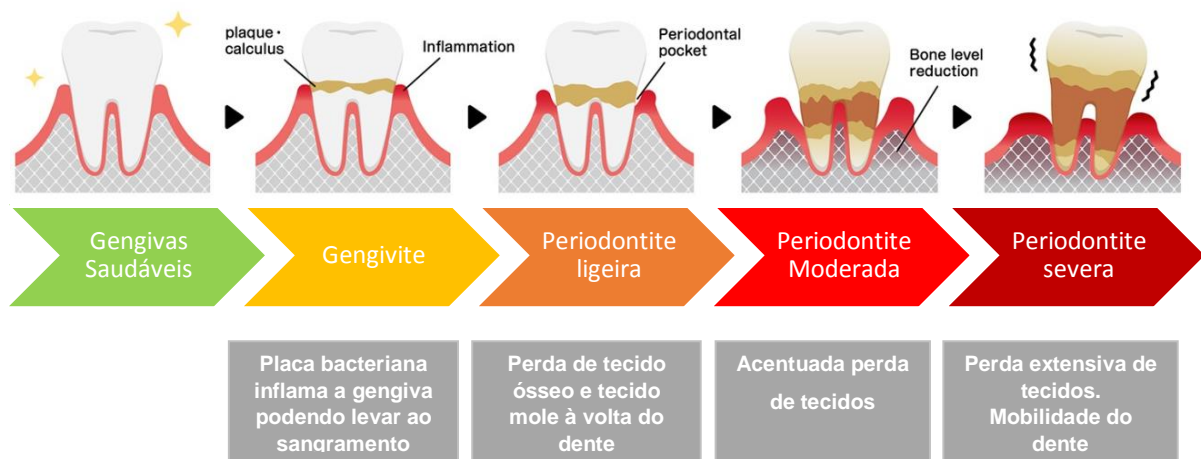 plaque・
calculus
Inflammation
Periodontal
pocket
Bone level
reduction
Gengivas
Saudáveis
Gengivite
Periodontite
ligeira
Periodontite
Moderada
Periodontite
severa
Placa bacteriana
inflama a gengiva
podendo levar ao
sangramento
Perda de tecido
ósseo e tecido
mole à volta do
dente
Acentuada perda
de tecidos
Perda extensiva de
tecidos.
Mobilidade do
dente